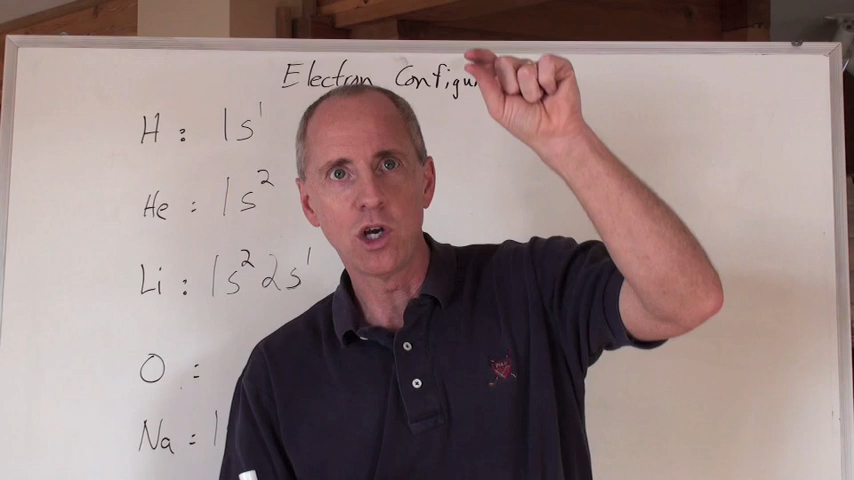 Electron Configu
H : 1s¹
He : 1s²
Li : 1s² 2s¹
O :
Na : 1